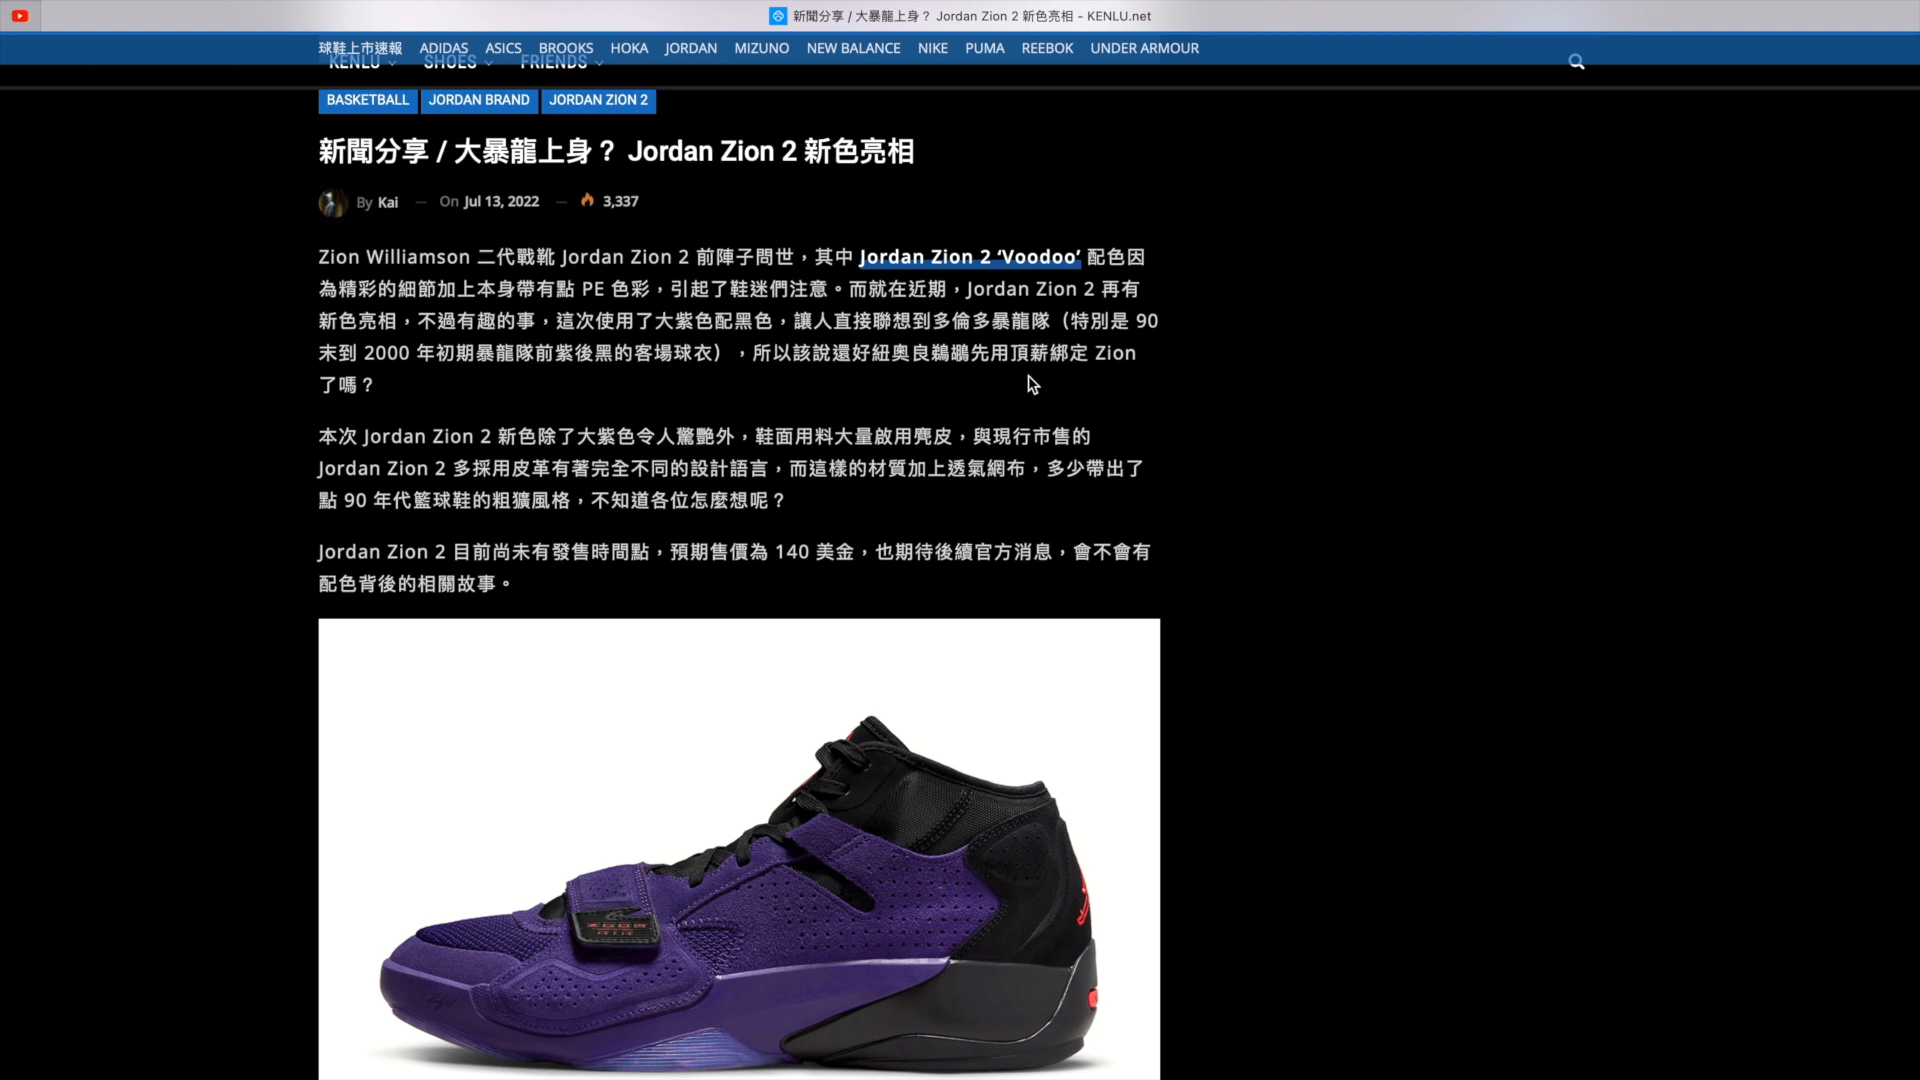 新聞分享 / 大暴龍上身？ Jordan Zion 2 新色亮相 - KENLU.net
球鞋上市速報 ADIDAS ASICS BROOKS HOKA JORDAN MIZUNO NEW BALANCE NIKE PUMA REEBOK UNDER ARMOUR
KENLU SHOES FRIENDS
BASKETBALL JORDAN BRAND JORDAN ZION 2
新聞分享 / 大暴龍上身？ Jordan Zion 2 新色亮相
By Kai — On Jul 13, 2022 — 3,337
Zion Williamson 二代戰靴 Jordan Zion 2 前陣子問世，其中 Jordan Zion 2 ‘Voodoo’ 配色因
為精彩的細節加上本身帶有點 PE 色彩，引起了鞋迷們注意。而就在近期，Jordan Zion 2 再有
新色亮相，不過有趣的事，這次使用了大紫色配黑色，讓人直接聯想到多倫多暴龍隊（特別是 90
末到 2000 年初期暴龍隊前紫後黑的客場球衣），所以該說還好紐奧良鵜鶘先用頂薪綁定 Zion
了嗎？
本次 Jordan Zion 2 新色除了大紫色令人驚艷外，鞋面用料大量啟用麂皮，與現行市售的
Jordan Zion 2 多採用皮革有著完全不同的設計語言，而這樣的材質加上透氣網布，多少帶出了
點 90 年代籃球鞋的粗獷風格，不知道各位怎麼想呢？
Jordan Zion 2 目前尚未有發售時間點，預期售價為 140 美金，也期待後續官方消息，會不會有
配色背後的相關故事。
ZOOM
AIR